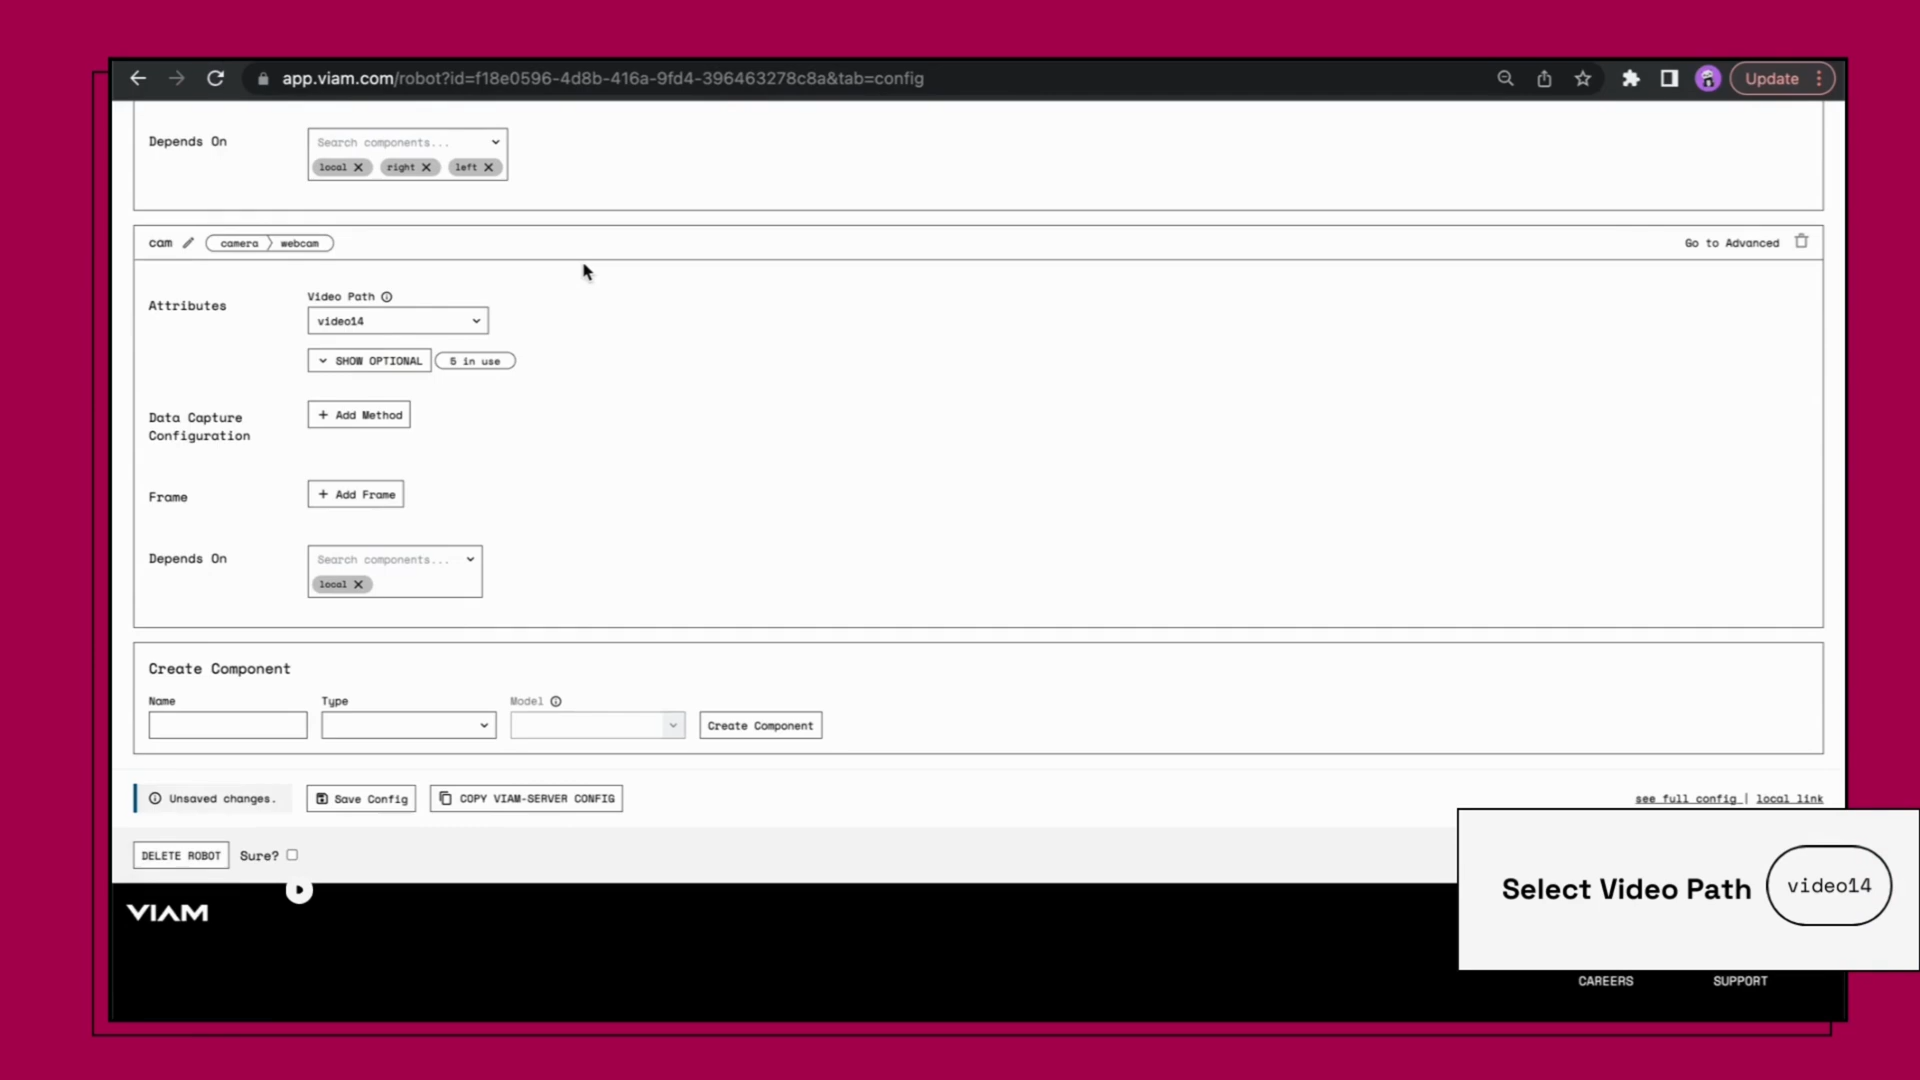 app.viam.com/robot?id=f18e0596-4d8b-416a-9fd4-396463278c8a&tab=config
Update
Depends On
Search components...
local
right
left
cam
camera
webcam
Go to Advanced
Attributes
Video Path
video14
SHOW OPTIONAL
5 in use
Data Capture
Configuration
+ Add Method
Frame
+ Add Frame
Depends On
Search components...
local
Create Component
Name
Type
Model
Create Component
Unsaved changes.
Save Config
COPY VIAM-SERVER CONFIG
see full config | local link
DELETE ROBOT
Sure?
Select Video Path
video14
VIAM
CAREERS
SUPPORT